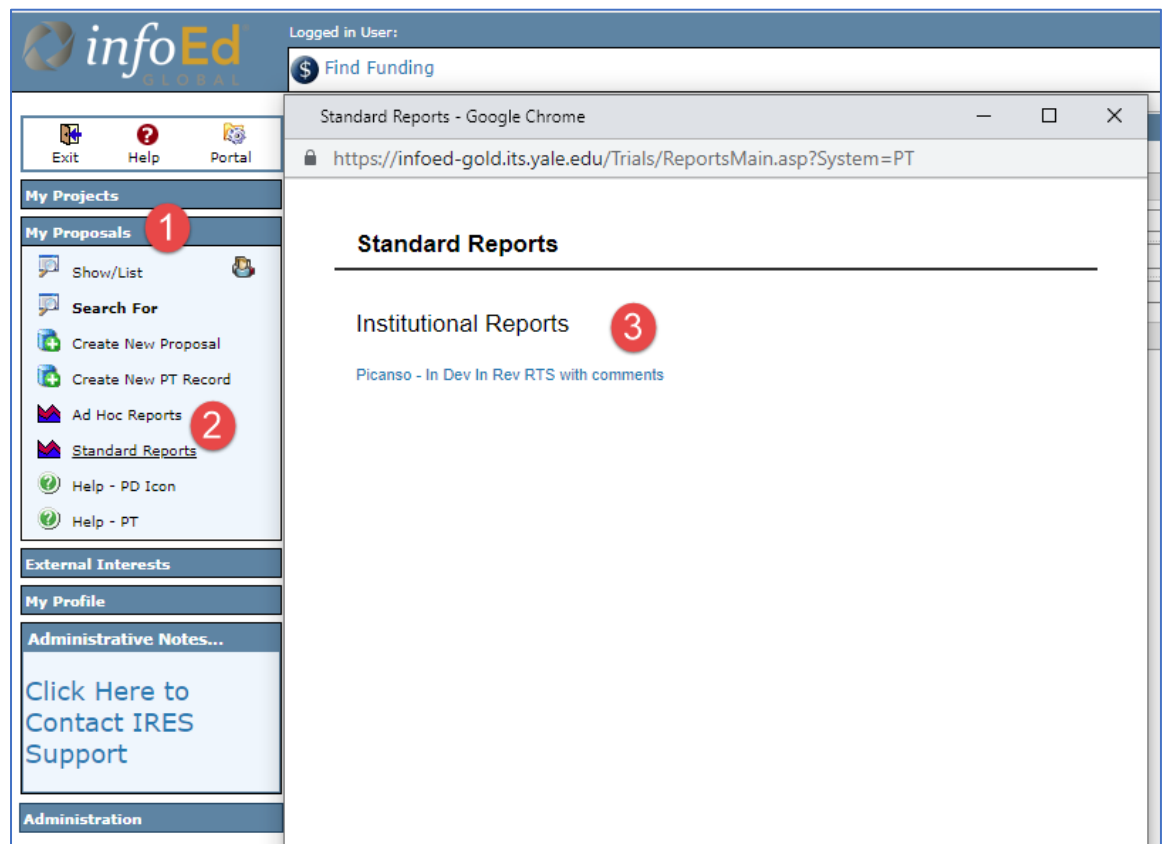 infoEd
GLOBAL
Logged in User:
$ Find Funding
Exit Help Portal
My Projects
My Proposals 1
Show/List
Search For
Create New Proposal
Create New PT Record
Ad Hoc Reports
2
Standard Reports
Help - PD Icon
Help - PT
External Interests
My Profile
Administrative Notes...
Click Here to
Contact IRES
Support
Administration
Standard Reports - Google Chrome
https://infoed-gold.its.yale.edu/Trials/ReportsMain.asp?System=PT
Standard Reports
Institutional Reports 3
Picanso - In Dev In Rev RTS with comments